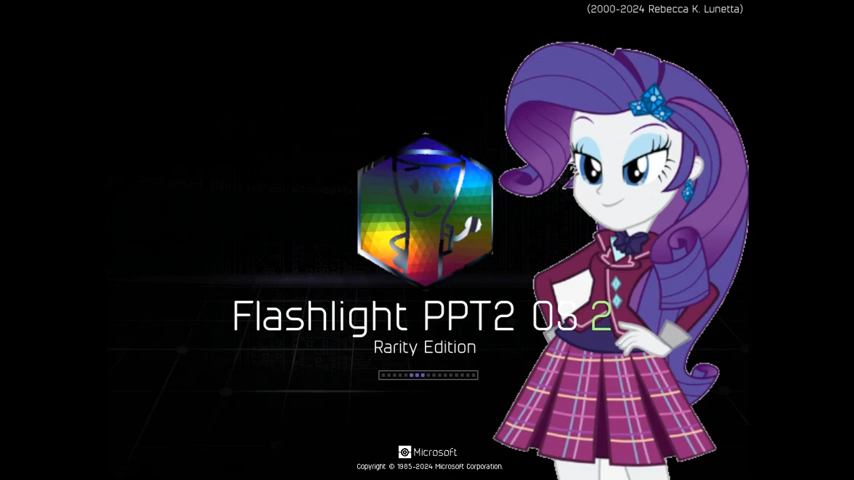 (2000-2024 Rebecca K. Lunetta)
Flashlight PPT2 OS 2
Rarity Edition
Microsoft
Copyright © 1985-2024 Microsoft Corporation.